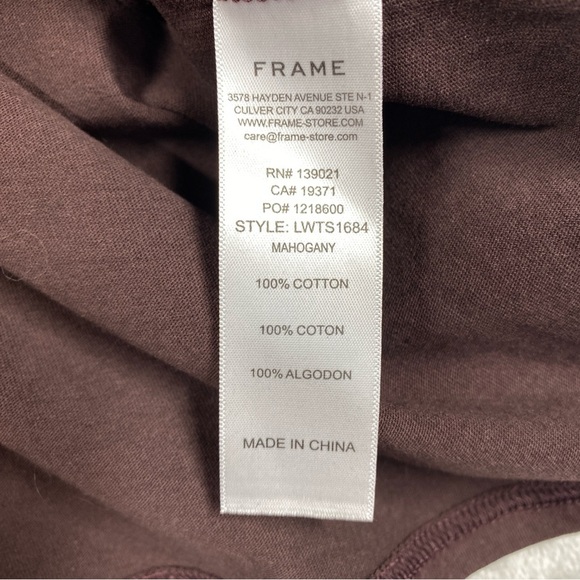 FRAME
3578 HAYDEN AVENUE STE N-1
CULVER CITY CA 90232 USA
WWW.FRAME-STORE.COM
care@frame-store.com
RN# 139021
CA# 19371
PO# 1218600
STYLE: LWTS1684
MAHOGANY
100% COTTON
100% COTON
100% ALGODON
MADE IN CHINA